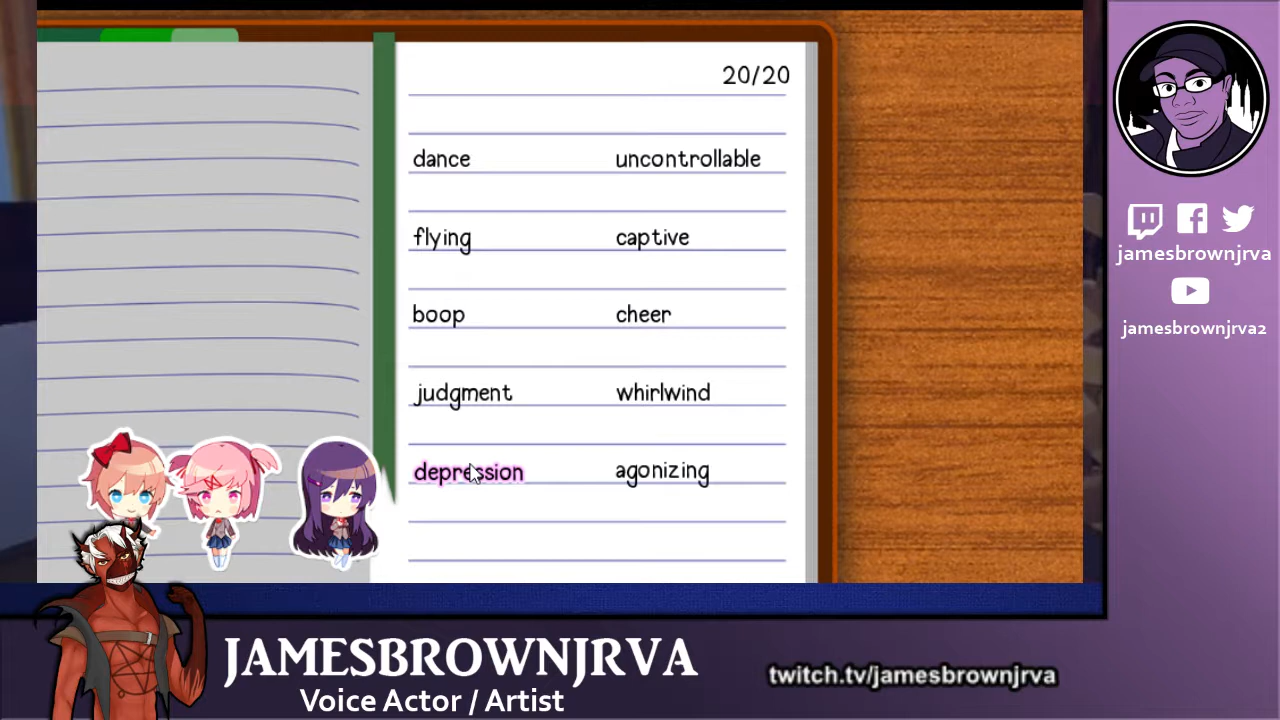 20/20
dance uncontrollable
flying captive
boop cheer
judgment whirlwind
depression agonizing
jamesbrownjrva
jamesbrownjrva2
JAMESBROWNJRVA
Voice Actor / Artist
twitch.tv/jamesbrownjrva